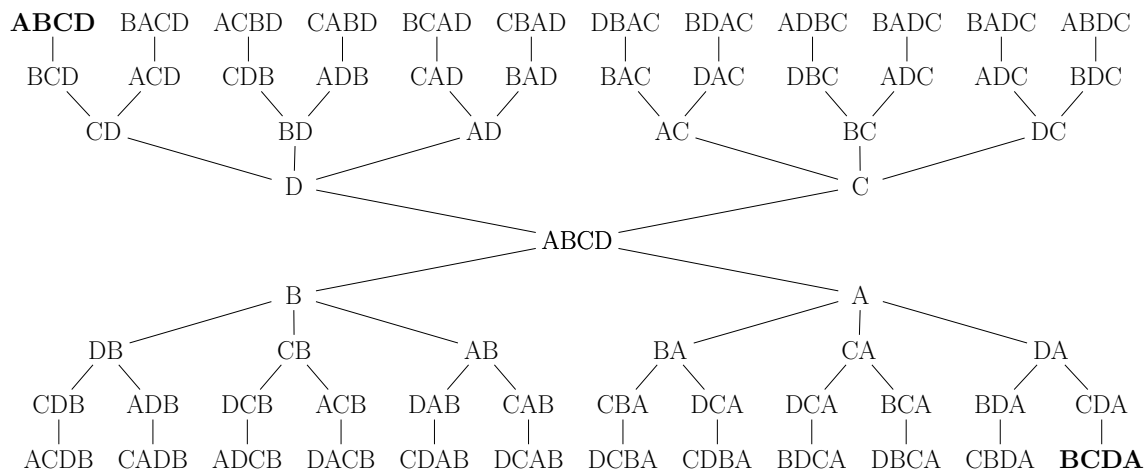 ABCD BACD ACBD CABD BCAD CBAD DBAC BDAC ADBC BADC BADC ABDC
BCD ACD CDB ADB CAD BAD BAC DAC DBC ADC ADC BDC
CD BD AD AC BC DC
D C
ABCD
B A
DB CB AB BA CA DA
CDB ADB DCB ACB DAB CAB CBA DCA DCA BCA BDA CDA
ACDB CADB ADCB DACB CDAB DCAB DCBA CDBA BDCA DBCA CBDA BCDA